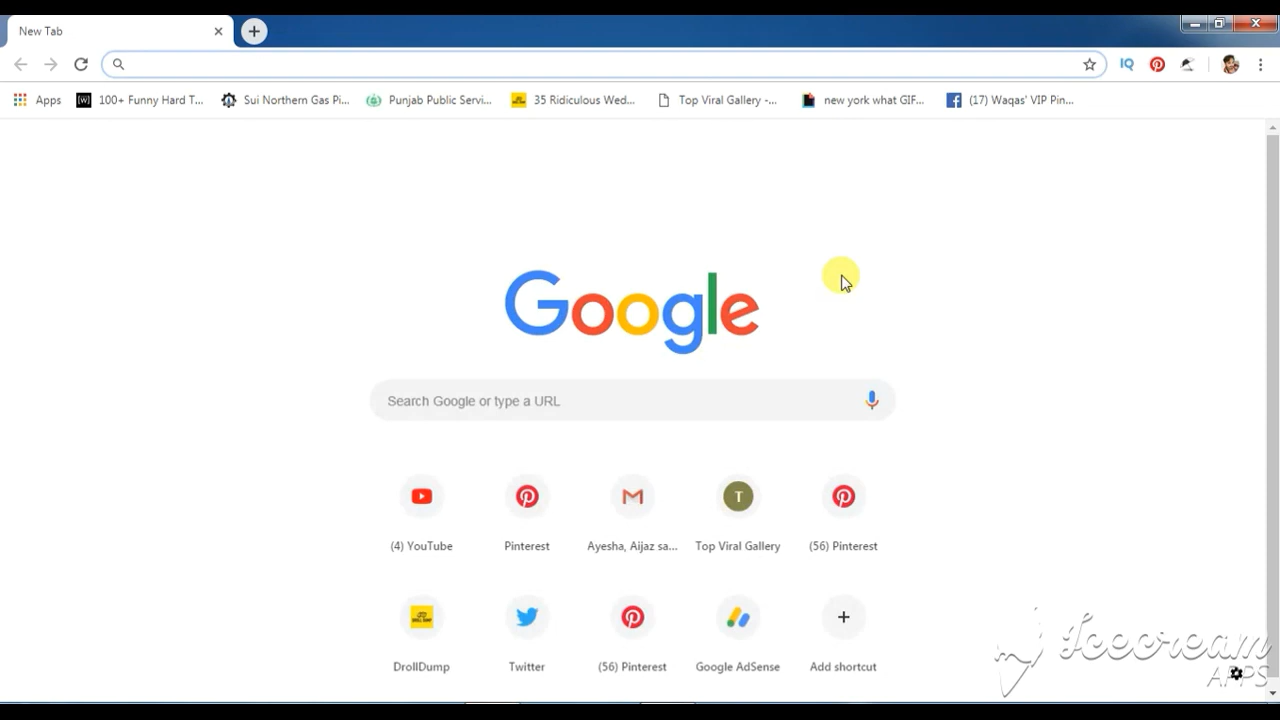 New Tab
Apps
100+ Funny Hard T...
Sui Northern Gas Pi...
Punjab Public Servi...
35 Ridiculous Wed...
Top Viral Gallery -...
new york what GIF...
(17) Waqas' VIP Pin...
IQ
Google
Search Google or type a URL
T
(4) YouTube
Pinterest
Ayesha, Aijaz sa...
Top Viral Gallery
(56) Pinterest
DrollDump
Twitter
(56) Pinterest
Google AdSense
Add shortcut
Icecream
APPS